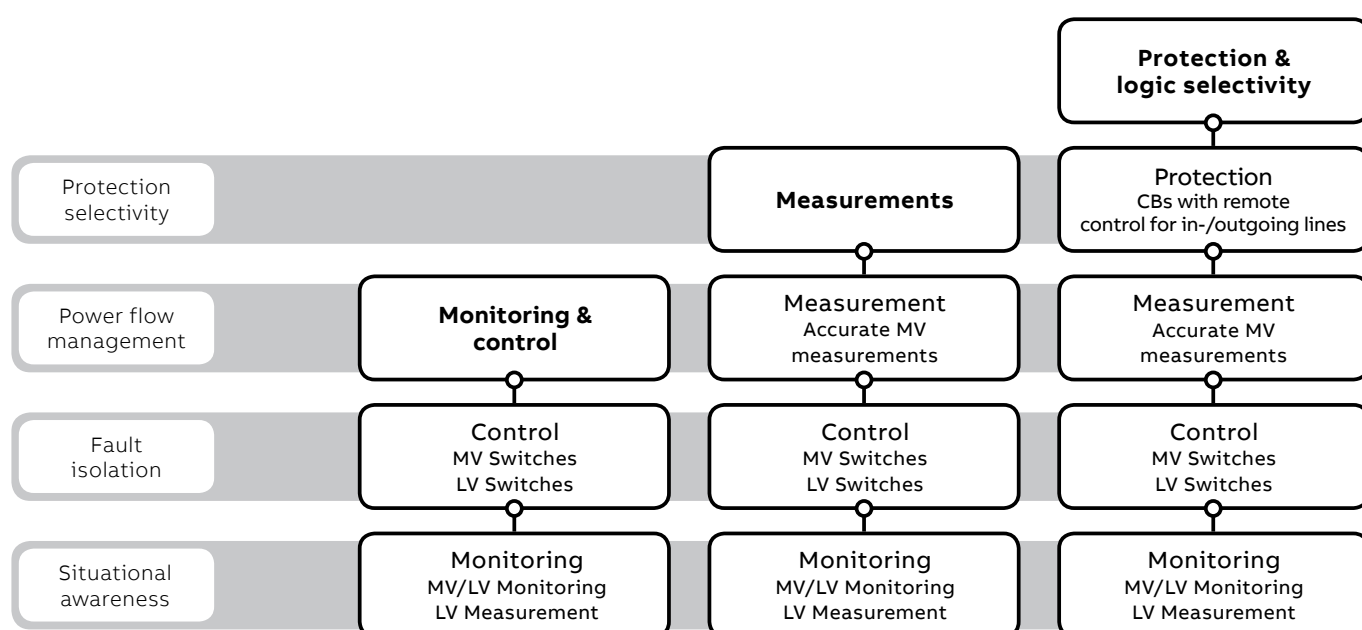 Protection &
logic selectivity
Protection
selectivity
Measurements
Protection
CBs with remote
control for in-/outgoing lines
Power flow
management
Monitoring &
control
Measurement
Accurate MV
measurements
Measurement
Accurate MV
measurements
Fault
isolation
Control
MV Switches
LV Switches
Control
MV Switches
LV Switches
Control
MV Switches
LV Switches
Situational
awareness
Monitoring
MV/LV Monitoring
LV Measurement
Monitoring
MV/LV Monitoring
LV Measurement
Monitoring
MV/LV Monitoring
LV Measurement